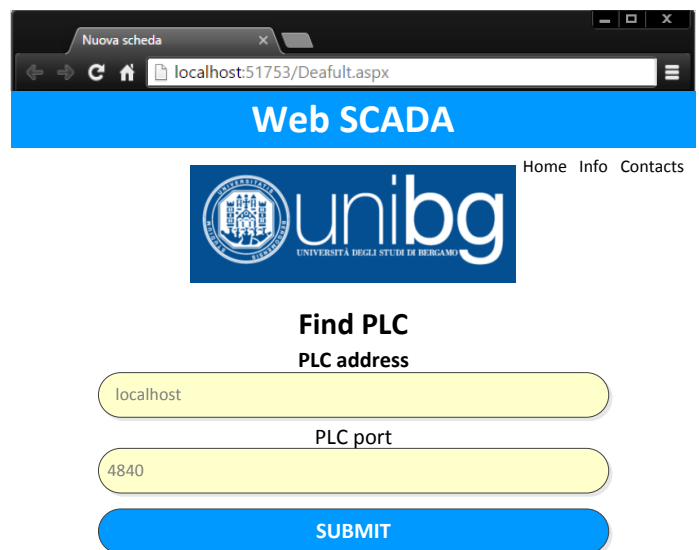 Nuova scheda
localhost:51753/Deafult.aspx
Web SCADA
Home Info Contacts
unibg
UNIVERSITÀ DEGLI STUDI DI BERGAMO
Find PLC
PLC address
localhost
PLC port
4840
SUBMIT